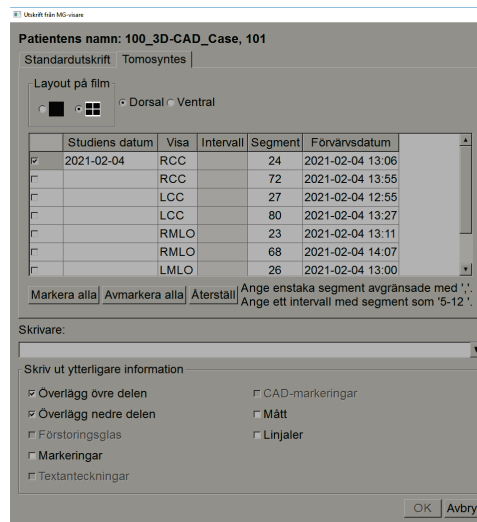 Utskrift från MG-visare
Patientens namn: 100_3D-CAD_Case, 101
Standardutskrift Tomosyntes
Layout på film
Dorsal Ventral
Studiens datum Visa Intervall Segment Förvärvsdatum
2021-02-04 RCC 24 2021-02-04 13:06
RCC 72 2021-02-04 13:55
LCC 27 2021-02-04 12:55
LCC 80 2021-02-04 13:27
RMLO 23 2021-02-04 13:11
RMLO 68 2021-02-04 14:07
LMLO 26 2021-02-04 13:00
Markera alla Avmarkera alla Återställ
Ange enstaka segment avgränsade med ','.
Ange ett intervall med segment som '5-12 '.
Skrivare:
Skriv ut ytterligare information
Överlägg övre delen CAD-markeringar
Överlägg nedre delen Mått
Förstoringsglas Linjaler
Markeringar
Textanteckningar
OK Avbry